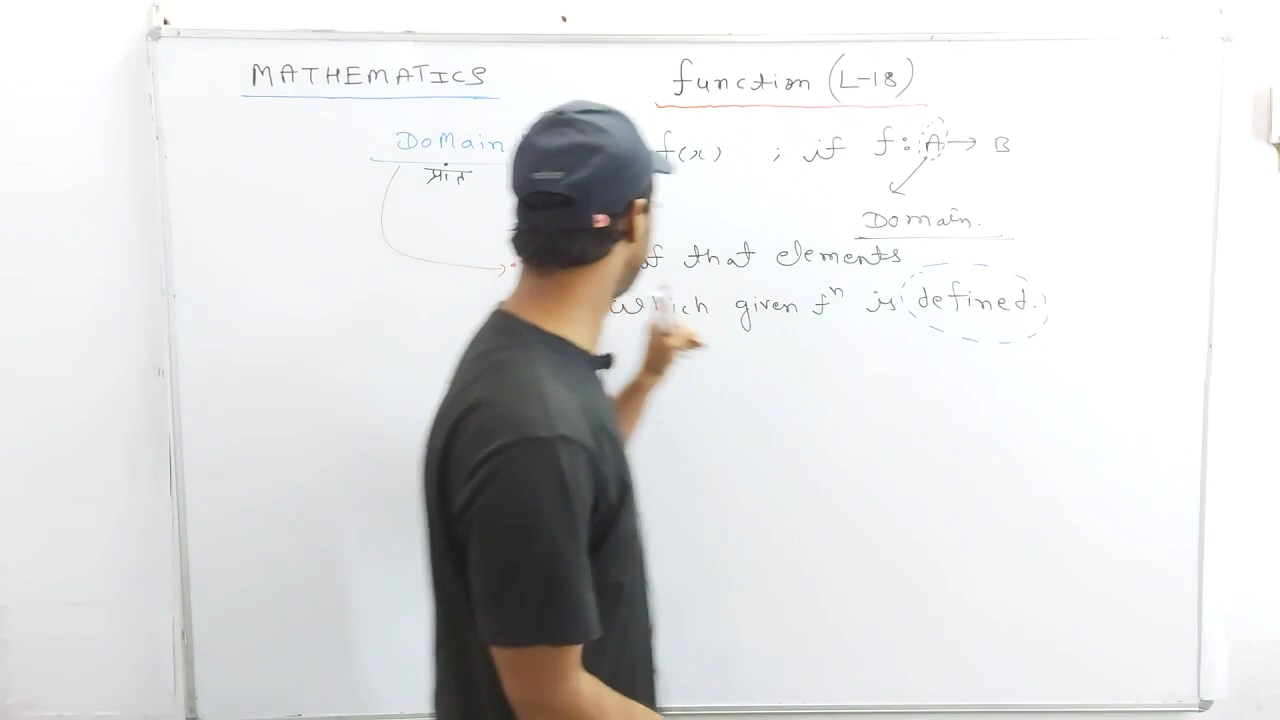 MATHEMATICS
function (L-18)
DoMain f(x) ; if f: A → B
प्रांत
Domain.
of that elements
which given fⁿ is defined.